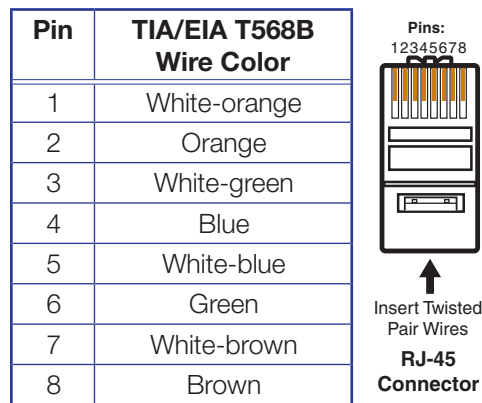 Pin TIA/EIA T568B
Wire Color
1 White-orange
2 Orange
3 White-green
4 Blue
5 White-blue
6 Green
7 White-brown
8 Brown
Pins:
12345678
Insert Twisted
Pair Wires
RJ-45
Connector